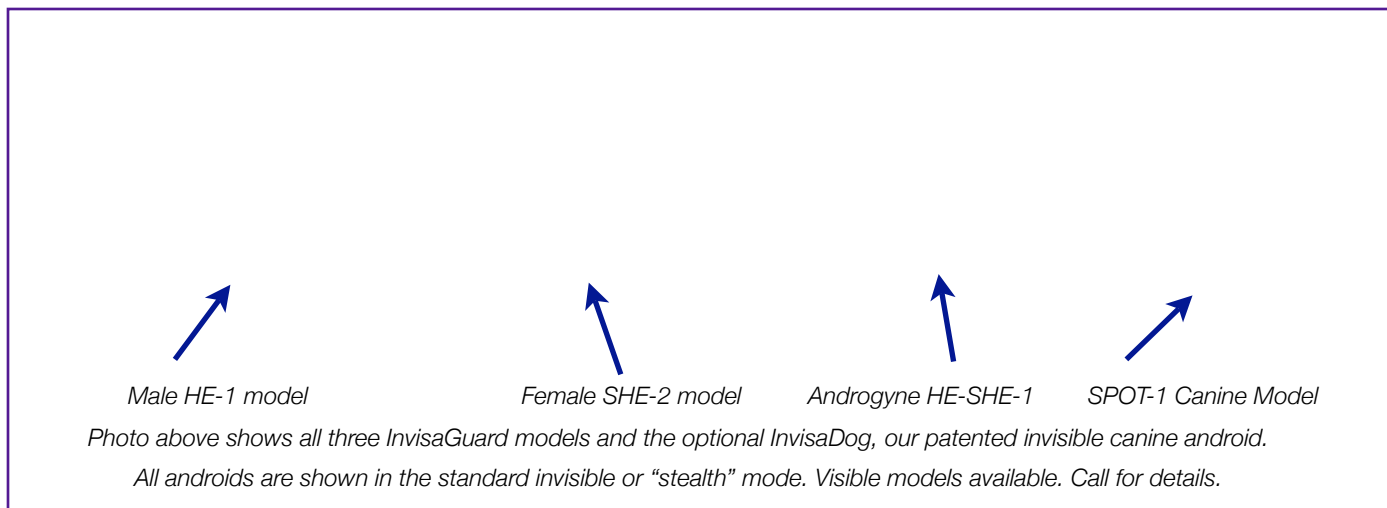 Male HE-1 model Female SHE-2 model Androgyne HE-SHE-1 SPOT-1 Canine Model
Photo above shows all three InvisaGuard models and the optional InvisaDog, our patented invisible canine android.
All androids are shown in the standard invisible or “stealth” mode. Visible models available. Call for details.